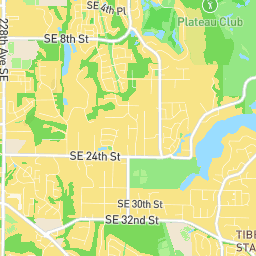 SE 4th Pl
Plateau Club
SE 8th St
228th Ave SE
SE 24th St
SE 30th St
SE 32nd St
TIBB
STA